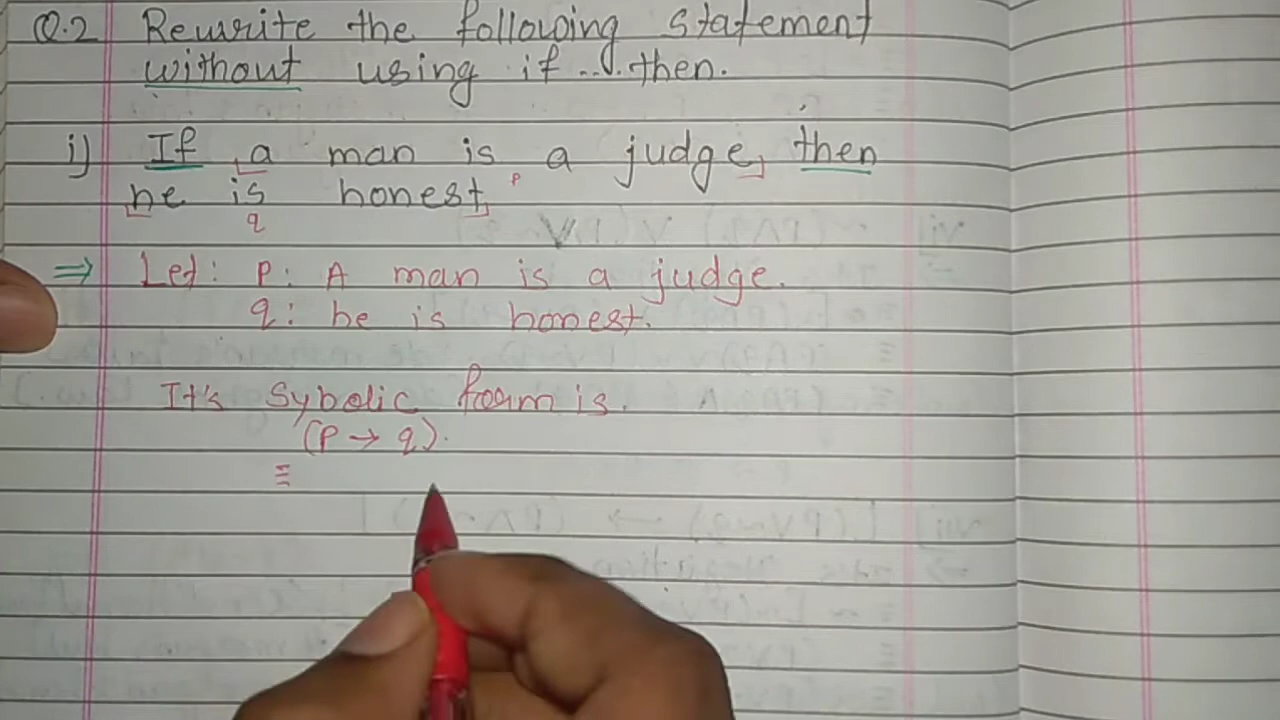 Q.2 Rewrite the following statement
without using if ... then.
i) If a man is a judge, then
he is honest.
p
q
⇒ Let: P: A man is a judge.
q: he is honest.
It's Sybolic form is.
(P → q).
≡